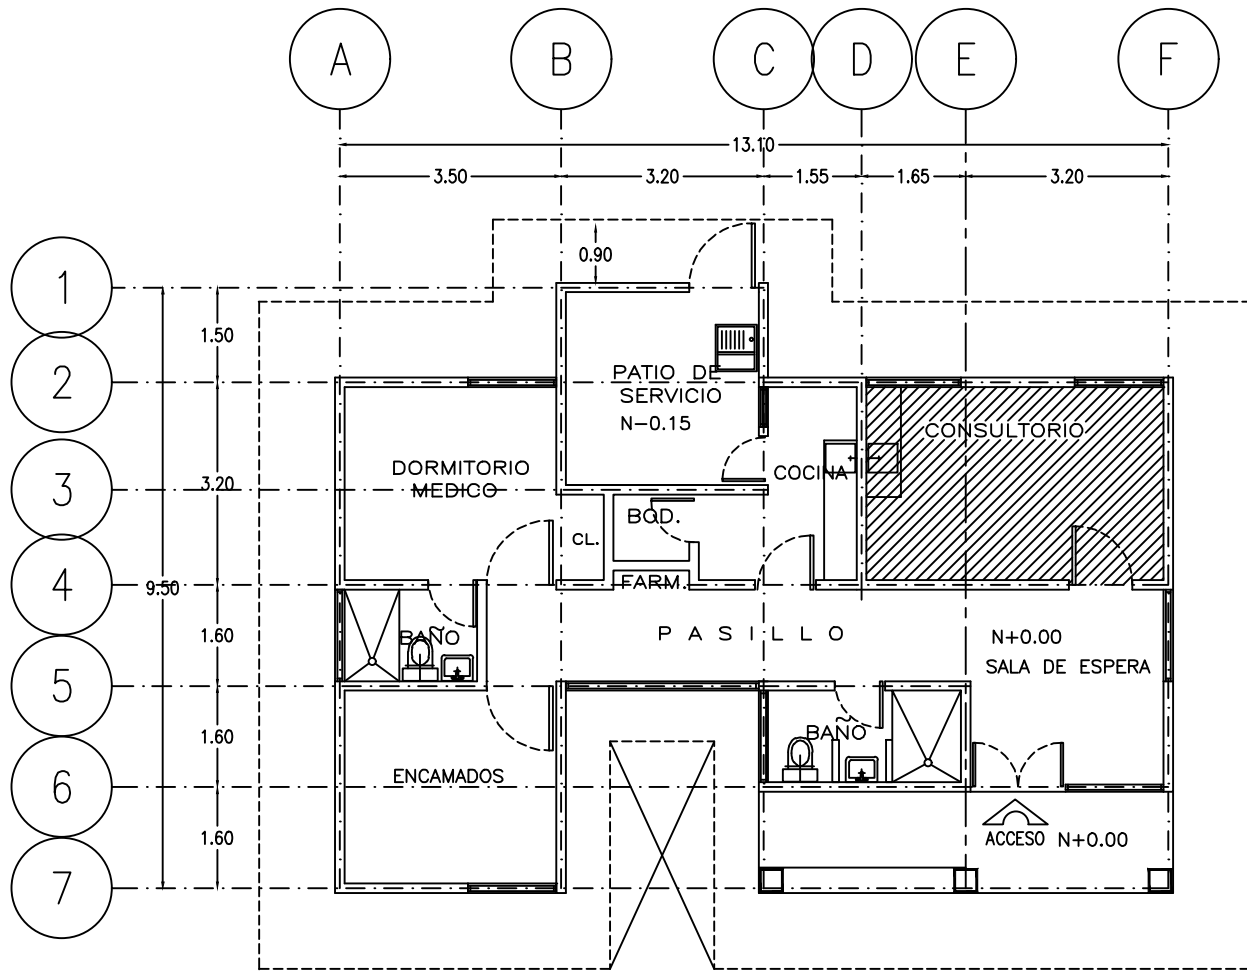 A B C D E F
13.10
3.50 3.20 1.55 1.65 3.20
0.90
1
1.50
2
PATIO DE
SERVICIO
N-0.15
CONSULTORIO
DORMITORIO
MEDICO
COCINA
3.20
3
BOD.
CL.
4
9.50
FARM.
1.60
BAÑO
PASILLO
N+0.00
SALA DE ESPERA
5
1.60
BAÑO
ENCAMADOS
6
1.60
ACCESO N+0.00
7